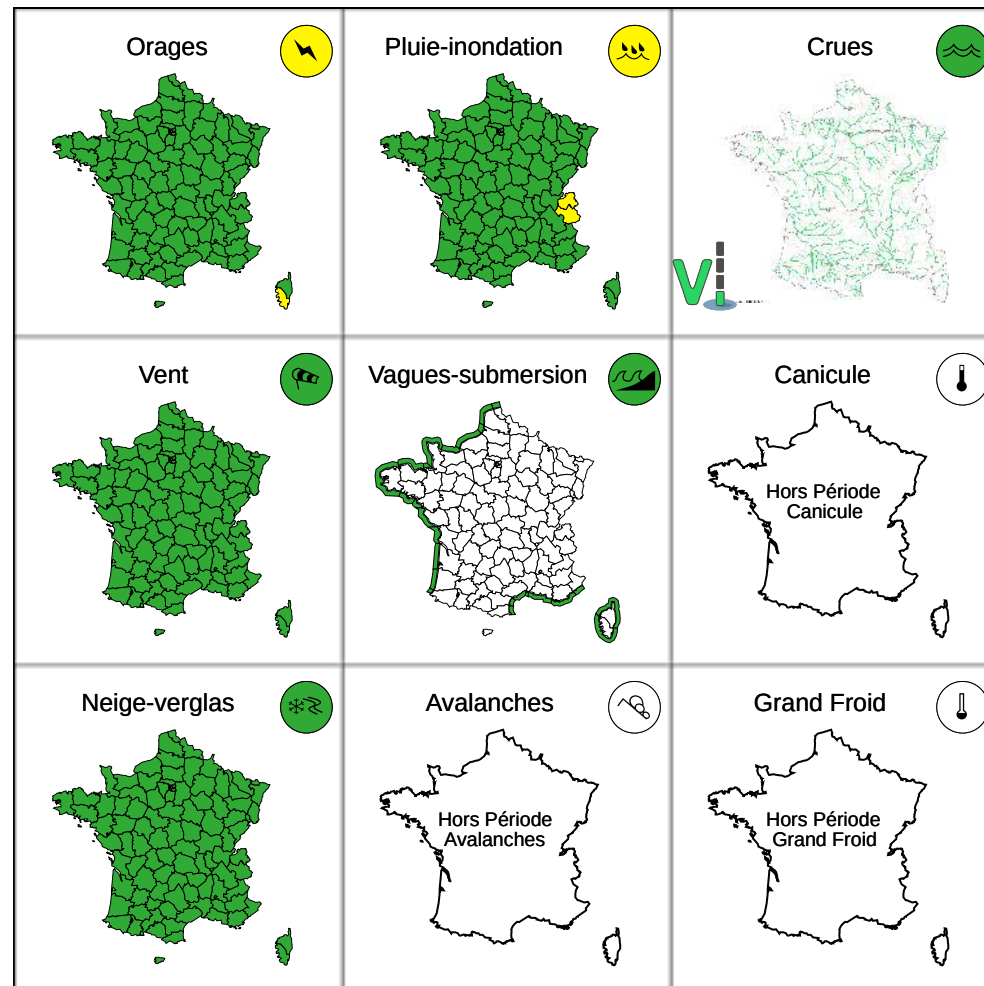 Orages
Pluie-inondation
Crues
Vi
Vent
Vagues-submersion
Canicule
Hors Période
Canicule
Neige-verglas
Avalanches
Grand Froid
Hors Période
Avalanches
Hors Période
Grand Froid